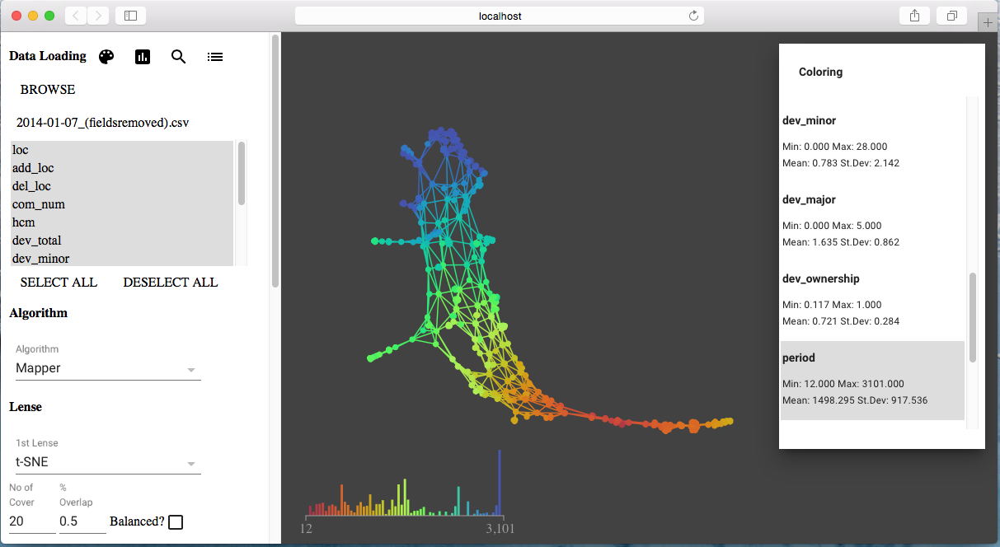 localhost
Data Loading
BROWSE
2014-01-07_(fieldsremoved).csv
loc
add_loc
del_loc
com_num
hcm
dev_total
dev_minor
SELECT ALL DESELECT ALL
Algorithm
Algorithm
Mapper
Lense
1st Lense
t-SNE
No of Cover
% Overlap
20
0.5
Balanced?
12
3,101
Coloring
dev_minor
Min: 0.000 Max: 28.000
Mean: 0.783 St.Dev: 2.142
dev_major
Min: 0.000 Max: 5.000
Mean: 1.635 St.Dev: 0.862
dev_ownership
Min: 0.117 Max: 1.000
Mean: 0.721 St.Dev: 0.284
period
Min: 12.000 Max: 3101.000
Mean: 1498.295 St.Dev: 917.536